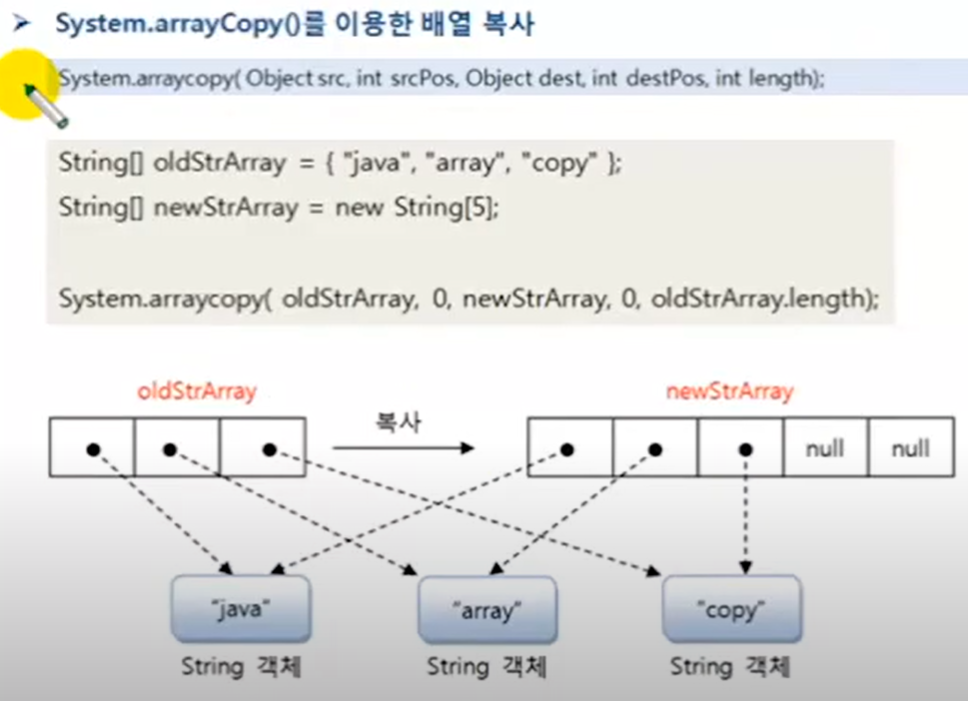 ➤ System.arrayCopy()를 이용한 배열 복사
System.arraycopy( Object src, int srcPos, Object dest, int destPos, int length);
String[] oldStrArray = { "java", "array", "copy" };
String[] newStrArray = new String[5];
System.arraycopy( oldStrArray, 0, newStrArray, 0, oldStrArray.length);
oldStrArray newStrArray
복사
null null
"java" "array" "copy"
String 객체 String 객체 String 객체